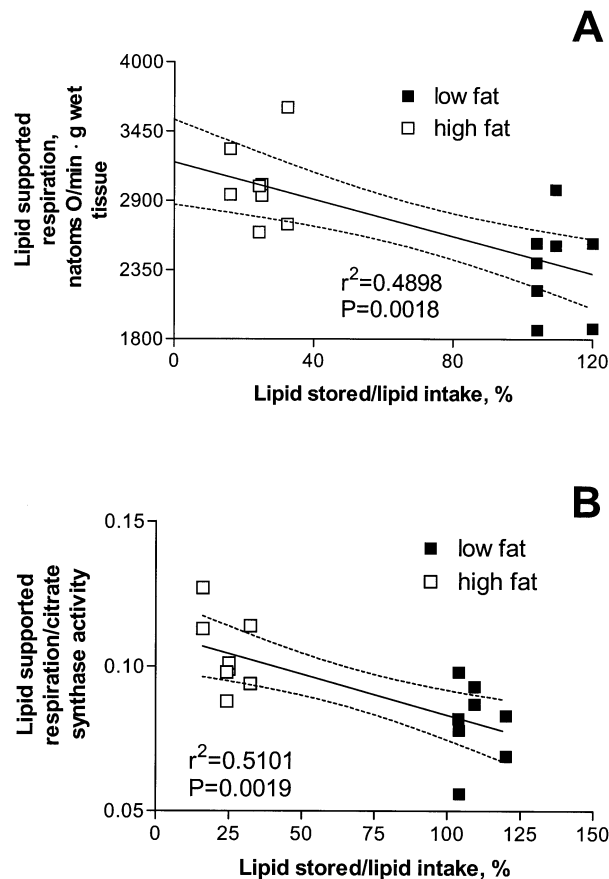 A
4000
3450
2900
2350
1800
Lipid supported
respiration,
natoms O/min · g wet
tissue
low fat
high fat
r²=0.4898
P=0.0018
0
40
80
120
Lipid stored/lipid intake, %
B
0.15
0.10
0.05
Lipid supported
respiration/citrate
synthase activity
low fat
high fat
r²=0.5101
P=0.0019
0
25
50
75
100
125
150
Lipid stored/lipid intake, %